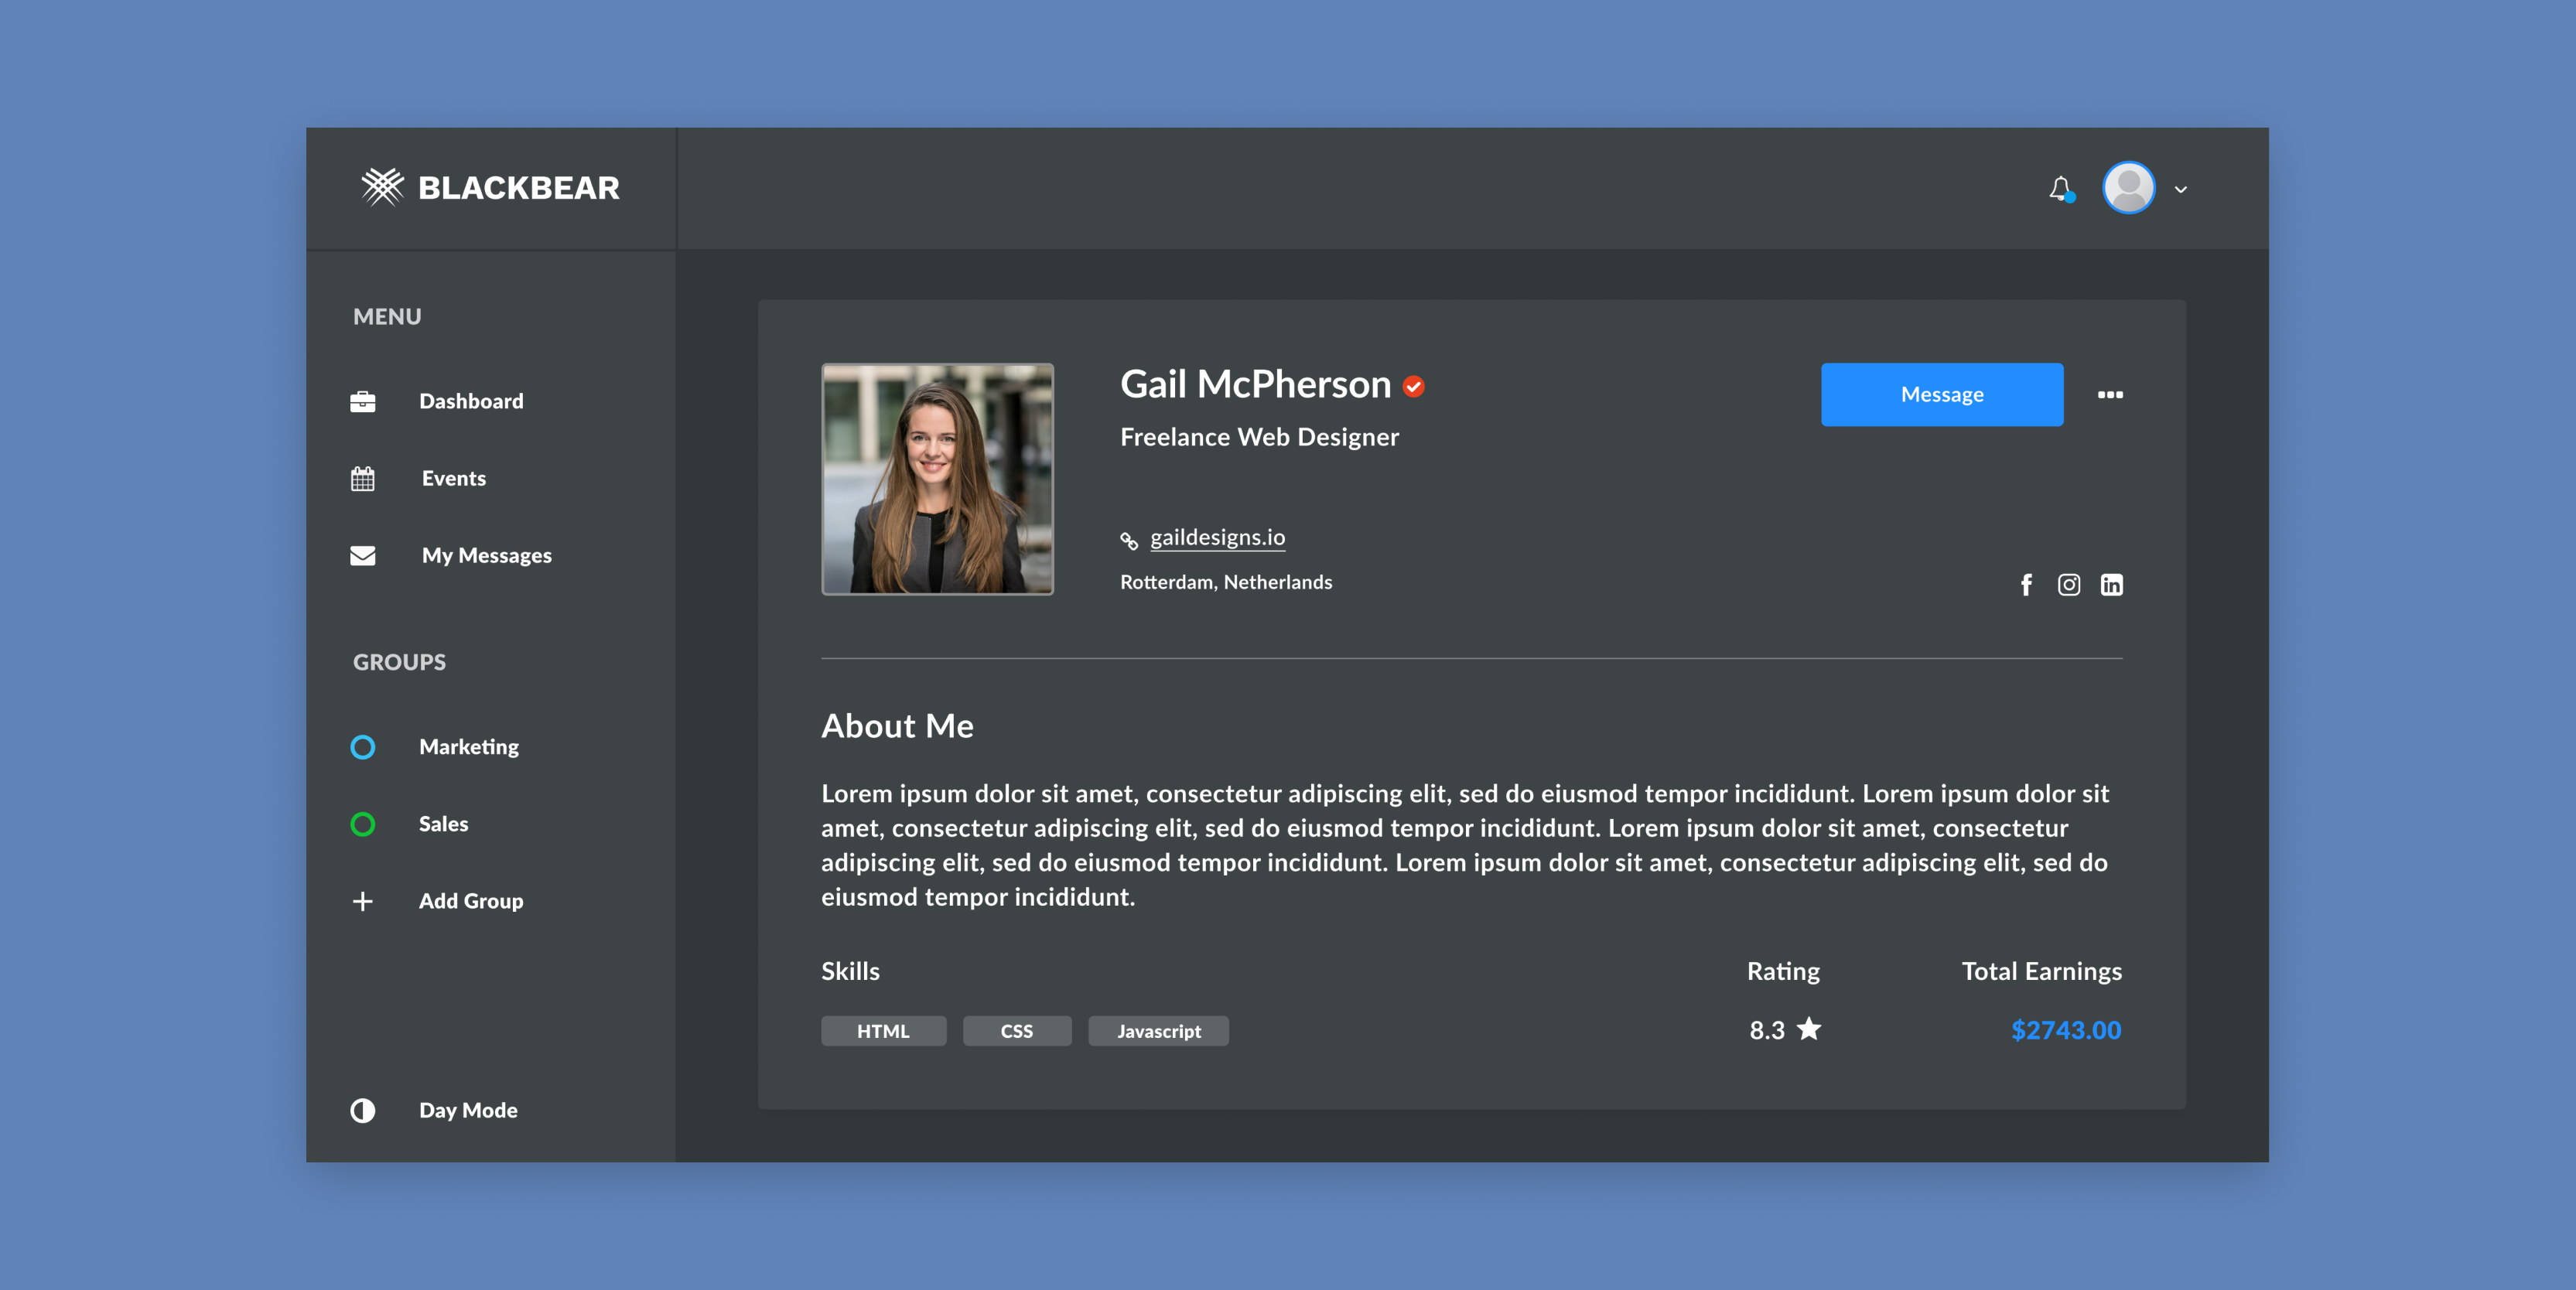 BLACKBEAR
MENU
Dashboard
Events
My Messages
GROUPS
Marketing
Sales
Add Group
Day Mode
Gail McPherson
Freelance Web Designer
Message
gaildesigns.io
Rotterdam, Netherlands
f
in
About Me
Lorem ipsum dolor sit amet, consectetur adipiscing elit, sed do eiusmod tempor incididunt. Lorem ipsum dolor sit
amet, consectetur adipiscing elit, sed do eiusmod tempor incididunt. Lorem ipsum dolor sit amet, consectetur
adipiscing elit, sed do eiusmod tempor incididunt. Lorem ipsum dolor sit amet, consectetur adipiscing elit, sed do
eiusmod tempor incididunt.
Skills
HTML CSS Javascript
Rating
8.3
Total Earnings
$2743.00